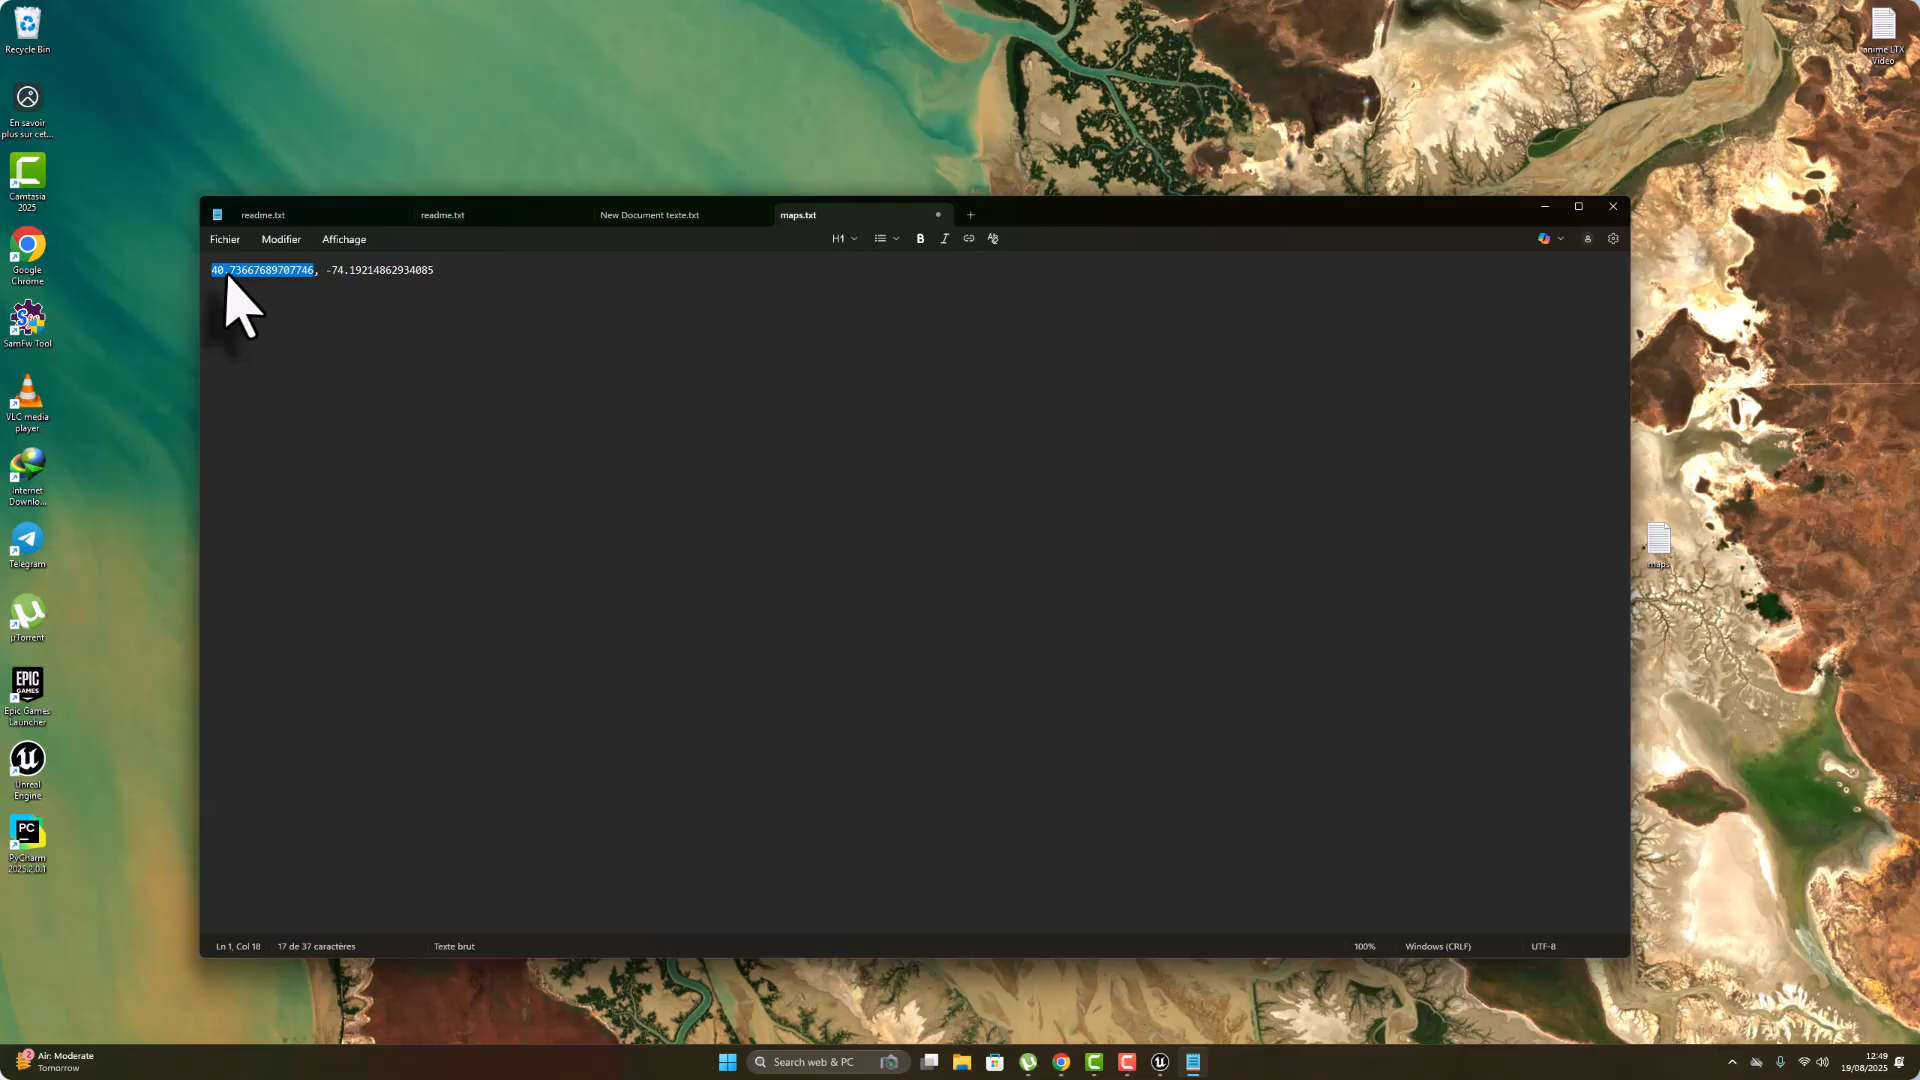 Recycle Bin
En savoir
plus sur cet...
Camtasia
2025
Google
Chrome
SamFw Tool
VLC media
player
Internet
Downlo...
Telegram
µTorrent
EPIC
GAMES
Epic Games
Launcher
Unreal
Engine
PC
PyCharm
2025.2.0.1
anime LTX
Video
maps
readme.txt
readme.txt
New Document texte.txt
maps.txt
Fichier
Modifier
Affichage
H1
B
I
40.73667689707746, -74.19214862934085
Ln 1, Col 18
17 de 37 caractères
Texte brut
100%
Windows (CRLF)
UTF-8
2
Air: Moderate
Tomorrow
Search web & PC
12:49
19/08/2025